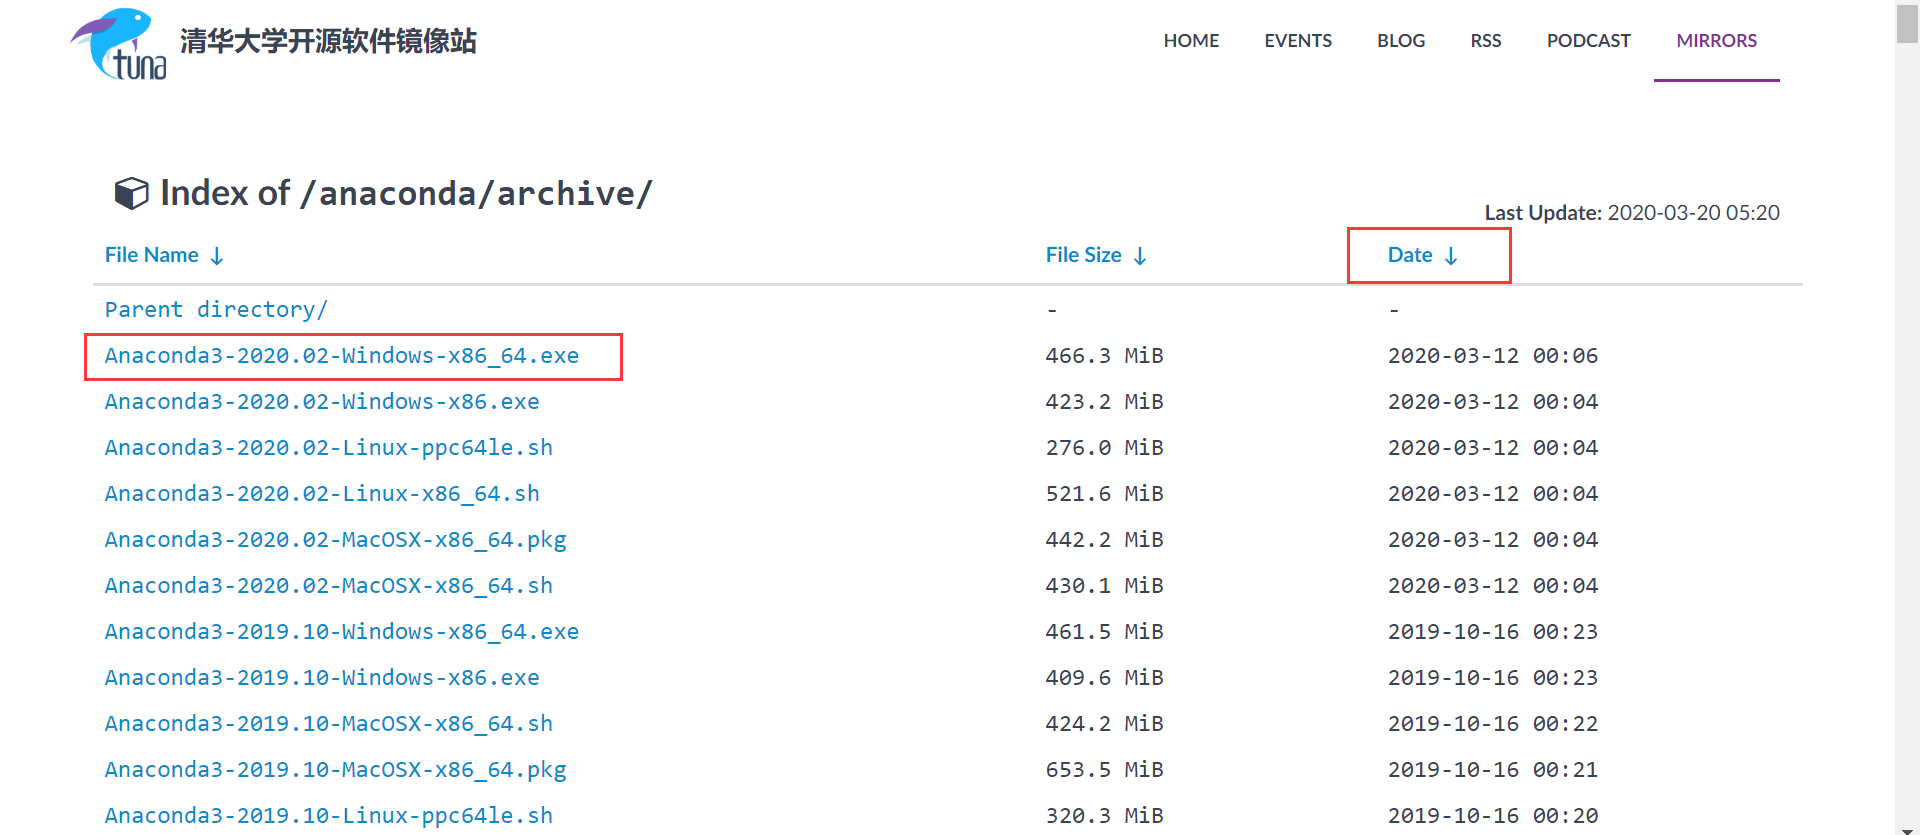 tuna
清华大学开源软件镜像站
HOME EVENTS BLOG RSS PODCAST MIRRORS
Index of /anaconda/archive/
Last Update: 2020-03-20 05:20
File Name ↓ File Size ↓ Date ↓
Parent directory/ - -
Anaconda3-2020.02-Windows-x86_64.exe 466.3 MiB 2020-03-12 00:06
Anaconda3-2020.02-Windows-x86.exe 423.2 MiB 2020-03-12 00:04
Anaconda3-2020.02-Linux-ppc64le.sh 276.0 MiB 2020-03-12 00:04
Anaconda3-2020.02-Linux-x86_64.sh 521.6 MiB 2020-03-12 00:04
Anaconda3-2020.02-MacOSX-x86_64.pkg 442.2 MiB 2020-03-12 00:04
Anaconda3-2020.02-MacOSX-x86_64.sh 430.1 MiB 2020-03-12 00:04
Anaconda3-2019.10-Windows-x86_64.exe 461.5 MiB 2019-10-16 00:23
Anaconda3-2019.10-Windows-x86.exe 409.6 MiB 2019-10-16 00:23
Anaconda3-2019.10-MacOSX-x86_64.sh 424.2 MiB 2019-10-16 00:22
Anaconda3-2019.10-MacOSX-x86_64.pkg 653.5 MiB 2019-10-16 00:21
Anaconda3-2019.10-Linux-ppc64le.sh 320.3 MiB 2019-10-16 00:20